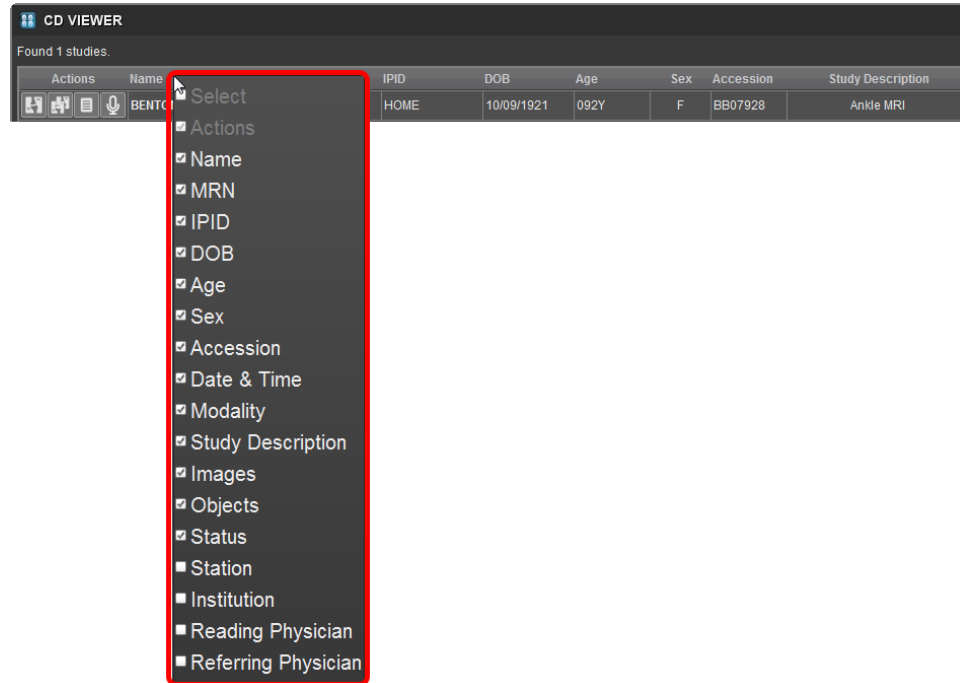 CD VIEWER
Found 1 studies.
Actions Name IPID DOB Age Sex Accession Study Description
HOME 10/09/1921 092Y F BB07928 Ankle MRI
Select
Actions
Name
MRN
IPID
DOB
Age
Sex
Accession
Date & Time
Modality
Study Description
Images
Objects
Status
Station
Institution
Reading Physician
Referring Physician